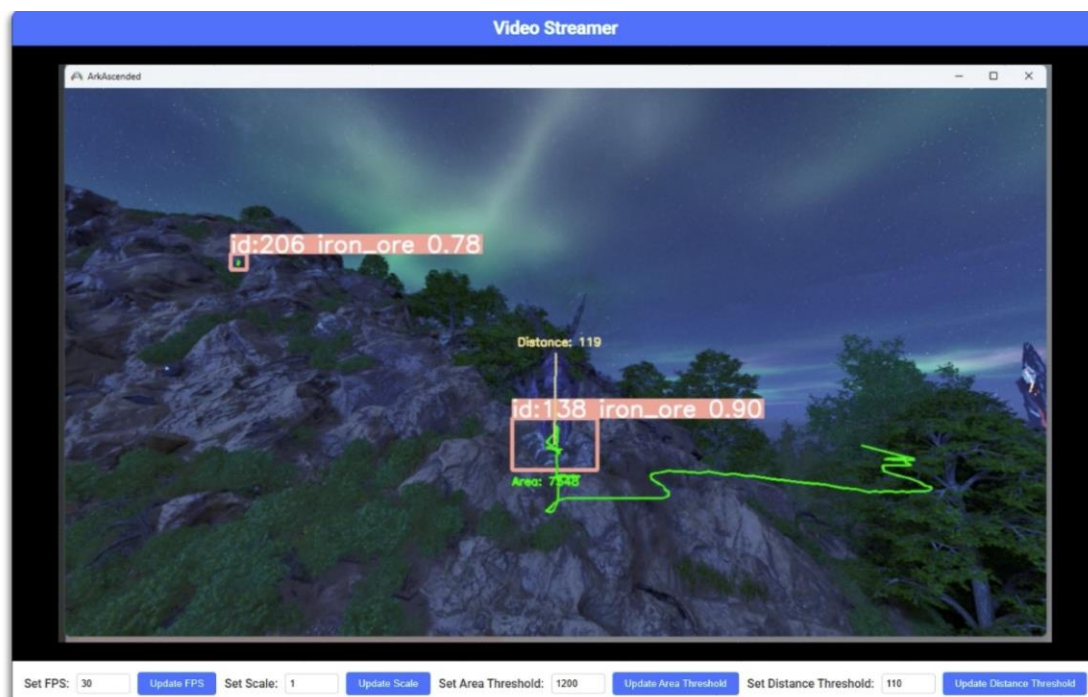 Video Streamer
ArkAscended
id:206 iron_ore 0.78
Distance: 119
id:138 iron_ore 0.90
Area: 7548
Set FPS: 30 Update FPS Set Scale: 1 Update Scale Set Area Threshold: 1200 Update Area Threshold Set Distance Threshold: 110 Update Distance Threshold